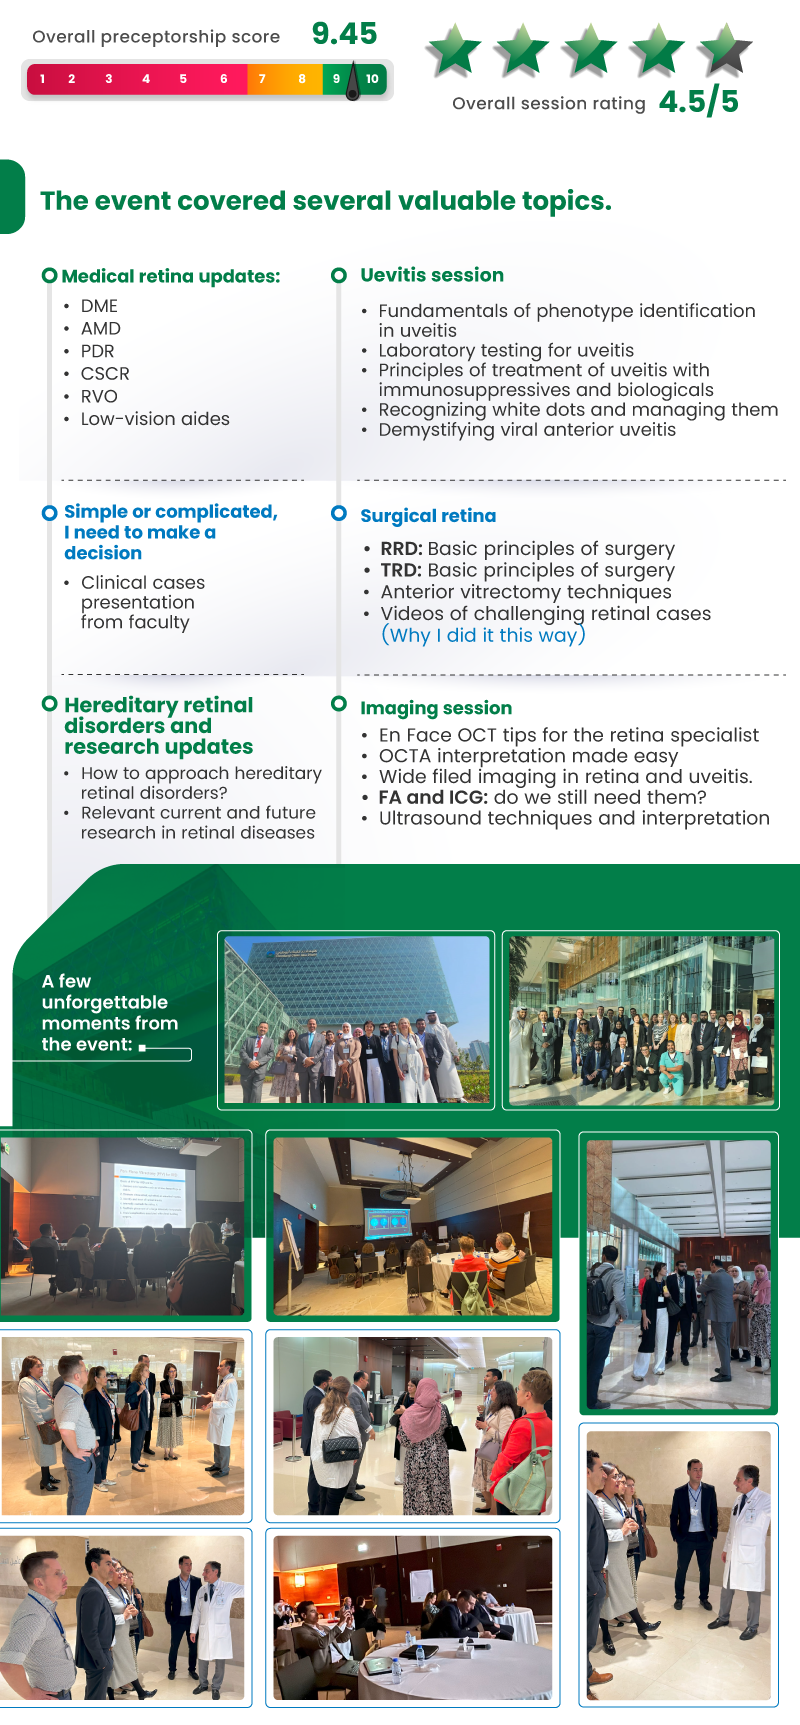 Overall preceptorship score 9.45
1 2 3 4 5 6 7 8 9 10
Overall session rating 4.5/5
The event covered several valuable topics.
Medical retina updates:
• DME
• AMD
• PDR
• CSCR
• RVO
• Low-vision aides
Uevitis session
• Fundamentals of phenotype identification
in uveitis
• Laboratory testing for uveitis
• Principles of treatment of uveitis with
immunosuppressives and biologicals
• Recognizing white dots and managing them
• Demystifying viral anterior uveitis
Simple or complicated,
I need to make a
decision
• Clinical cases
presentation
from faculty
Surgical retina
• RRD: Basic principles of surgery
• TRD: Basic principles of surgery
• Anterior vitrectomy techniques
• Videos of challenging retinal cases
(Why I did it this way)
Hereditary retinal
disorders and
research updates
• How to approach hereditary
retinal disorders?
• Relevant current and future
research in retinal diseases
Imaging session
• En Face OCT tips for the retina specialist
• OCTA interpretation made easy
• Wide filed imaging in retina and uveitis.
• FA and ICG: do we still need them?
• Ultrasound techniques and interpretation
A few
unforgettable
moments from
the event: